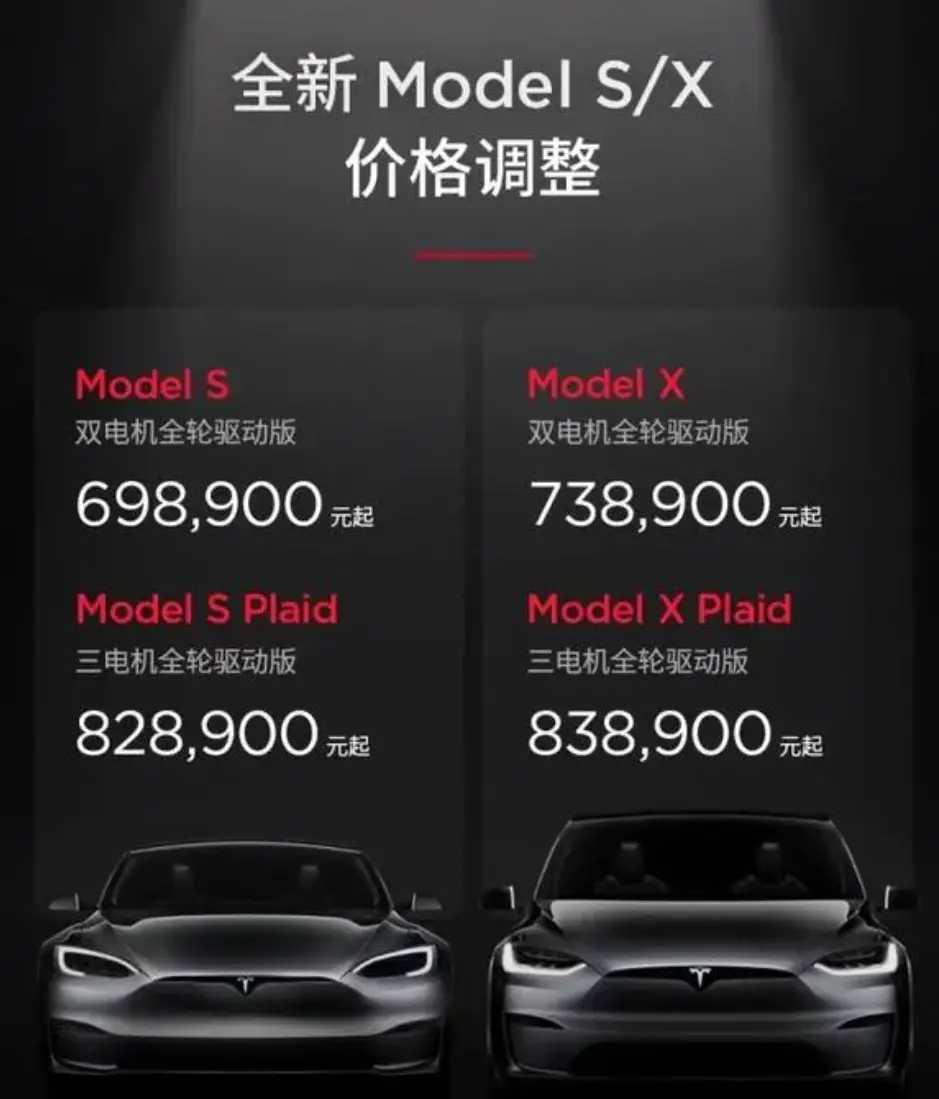 全新 Model S/X
价格调整
Model S
双电机全轮驱动版
698,900 元起
Model S Plaid
三电机全轮驱动版
828,900 元起
Model X
双电机全轮驱动版
738,900 元起
Model X Plaid
三电机全轮驱动版
838,900 元起